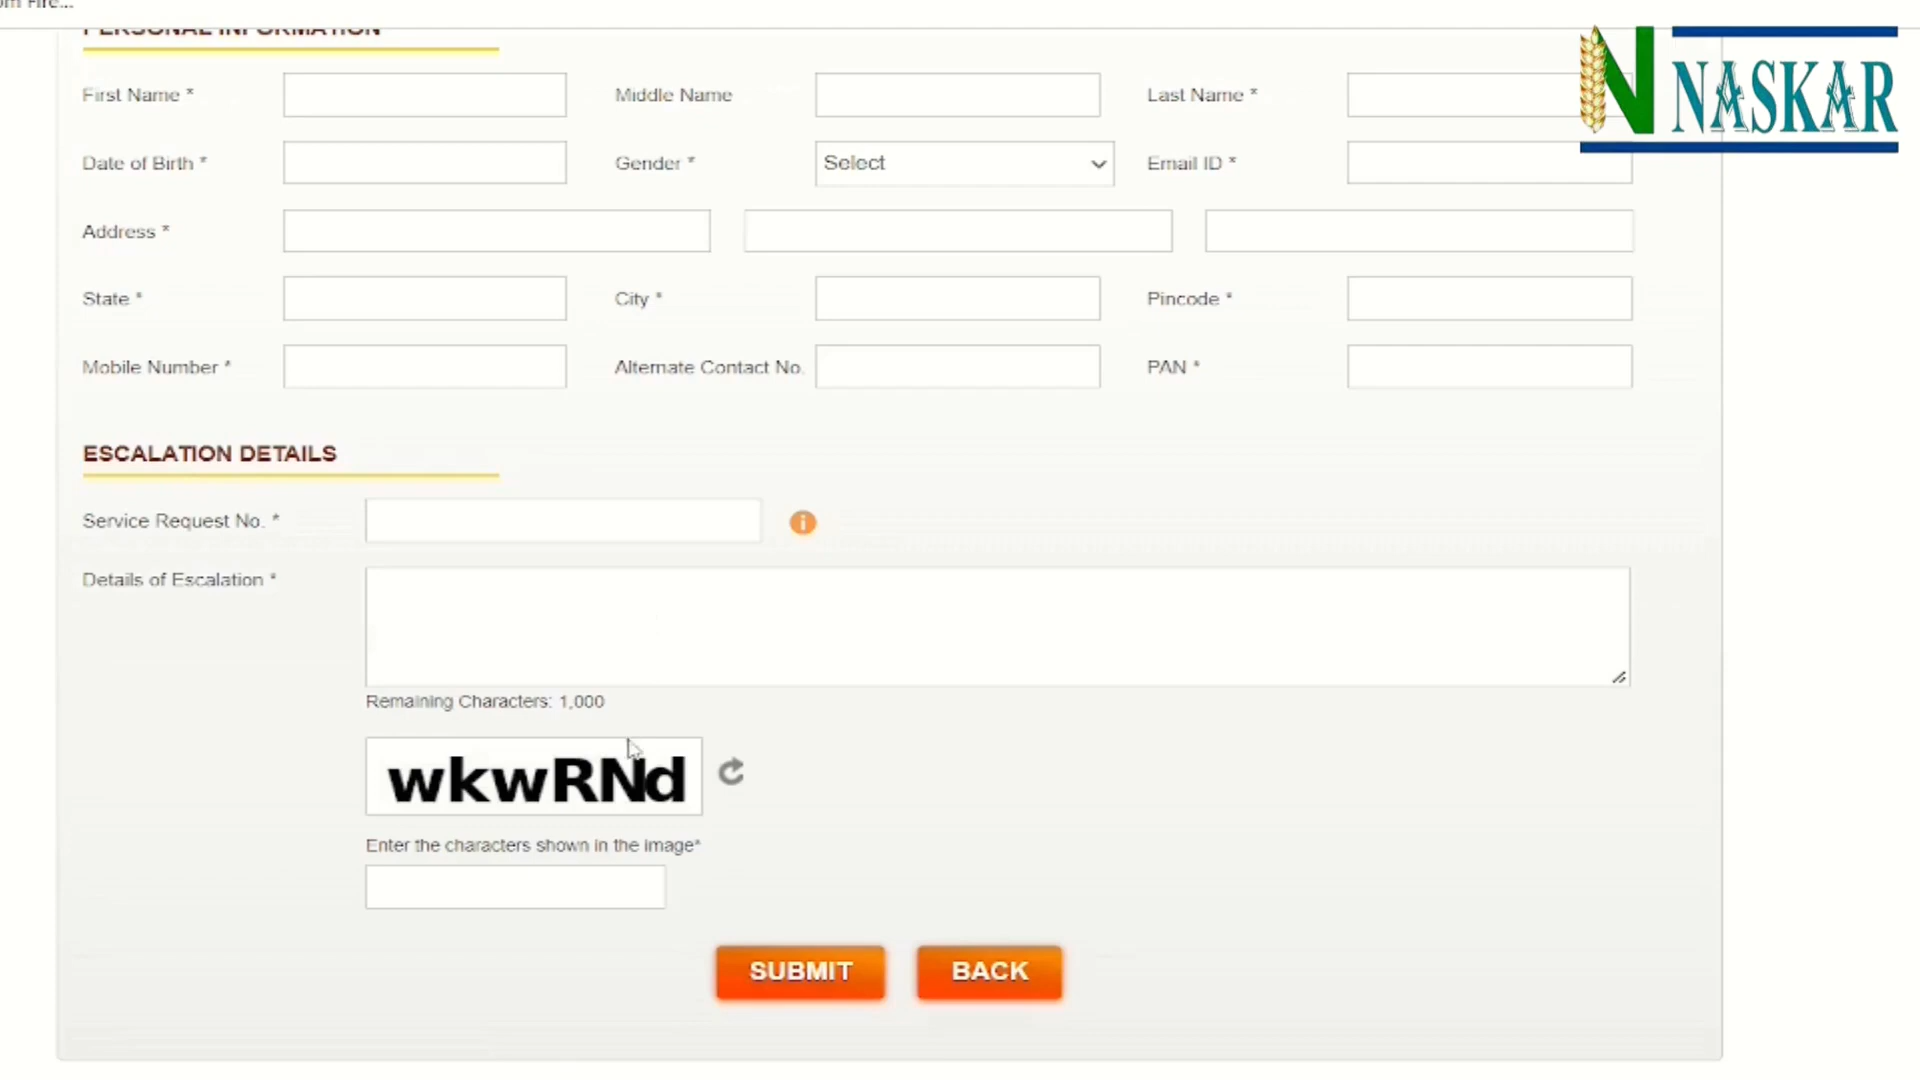 PERSONAL INFORMATION
First Name * Middle Name Last Name *
Date of Birth * Gender * Select Email ID *
Address *
State * City * Pincode *
Mobile Number * Alternate Contact No. PAN *
ESCALATION DETAILS
Service Request No. * i
Details of Escalation *
Remaining Characters: 1,000
wkwRNd
Enter the characters shown in the image*
SUBMIT BACK
N NASKAR